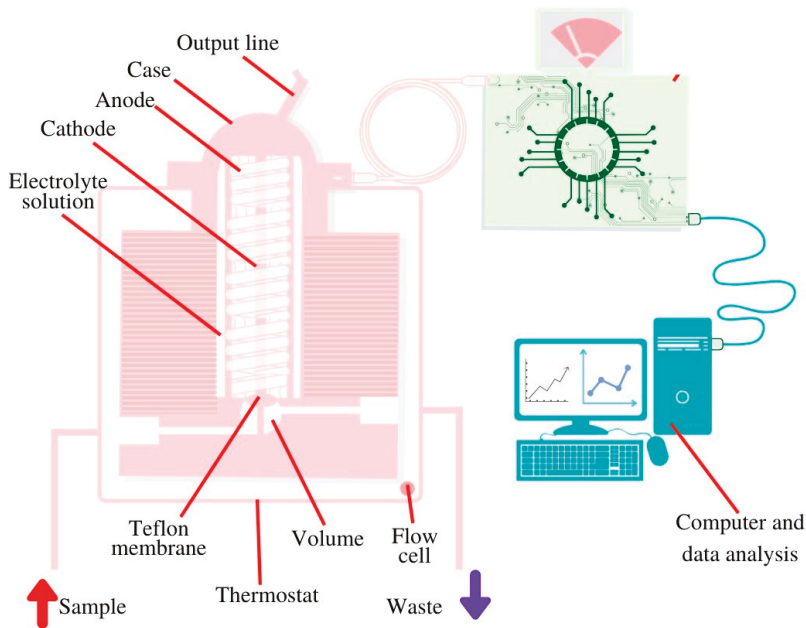 Output line
Case
Anode
Cathode
Electrolyte
solution
Teflon
membrane
Volume
Flow
cell
Thermostat
Sample
Waste
Computer and
data analysis